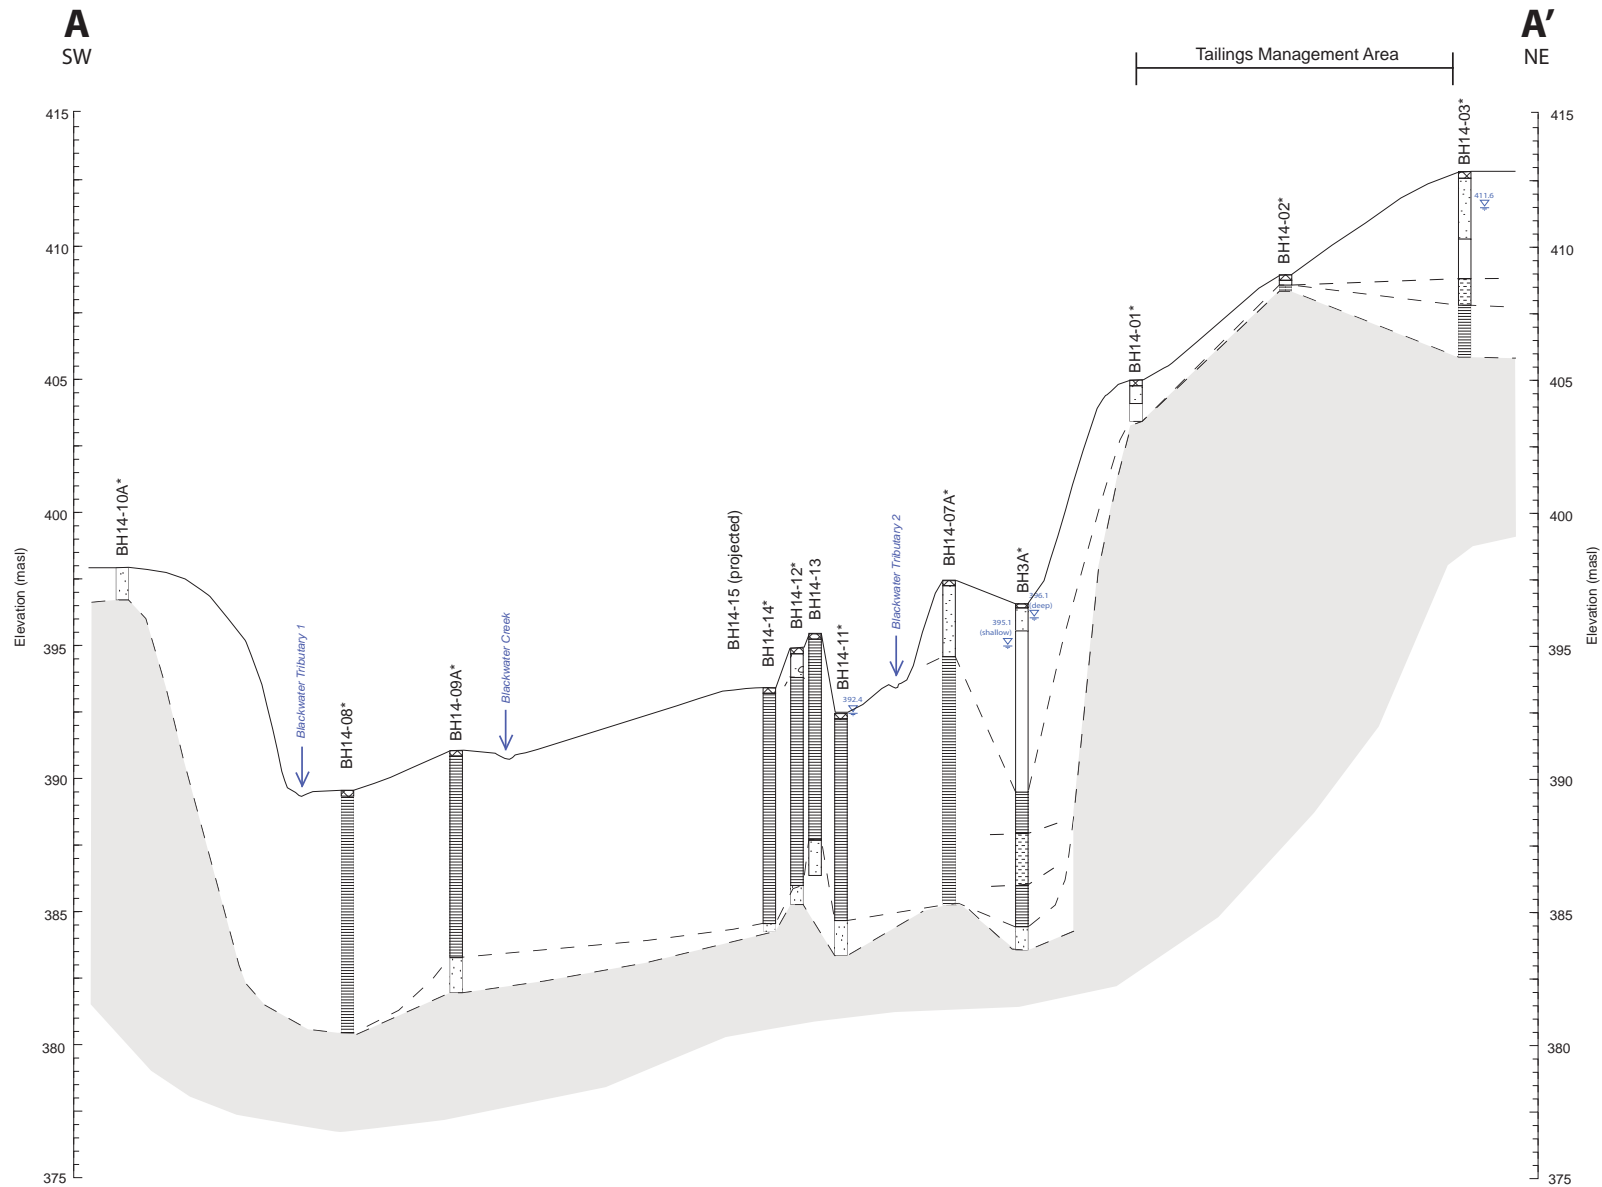 A
SW
A'
NE
Tailings Management Area
415
410
405
400
395
390
385
380
375
Elevation (masl)
BH14-10A*
Blackwater Tributary 1
BH14-08*
BH14-09A*
Blackwater Creek
BH14-15 (projected)
BH14-14*
BH14-12*
BH14-13
BH14-11*
392.4
Blackwater Tributary 2
BH14-07A*
BH3A*
396.1
(deep)
395.1
(shallow)
BH14-01*
BH14-02*
BH14-03*
411.6
415
410
405
400
395
390
385
380
375
Elevation (masl)